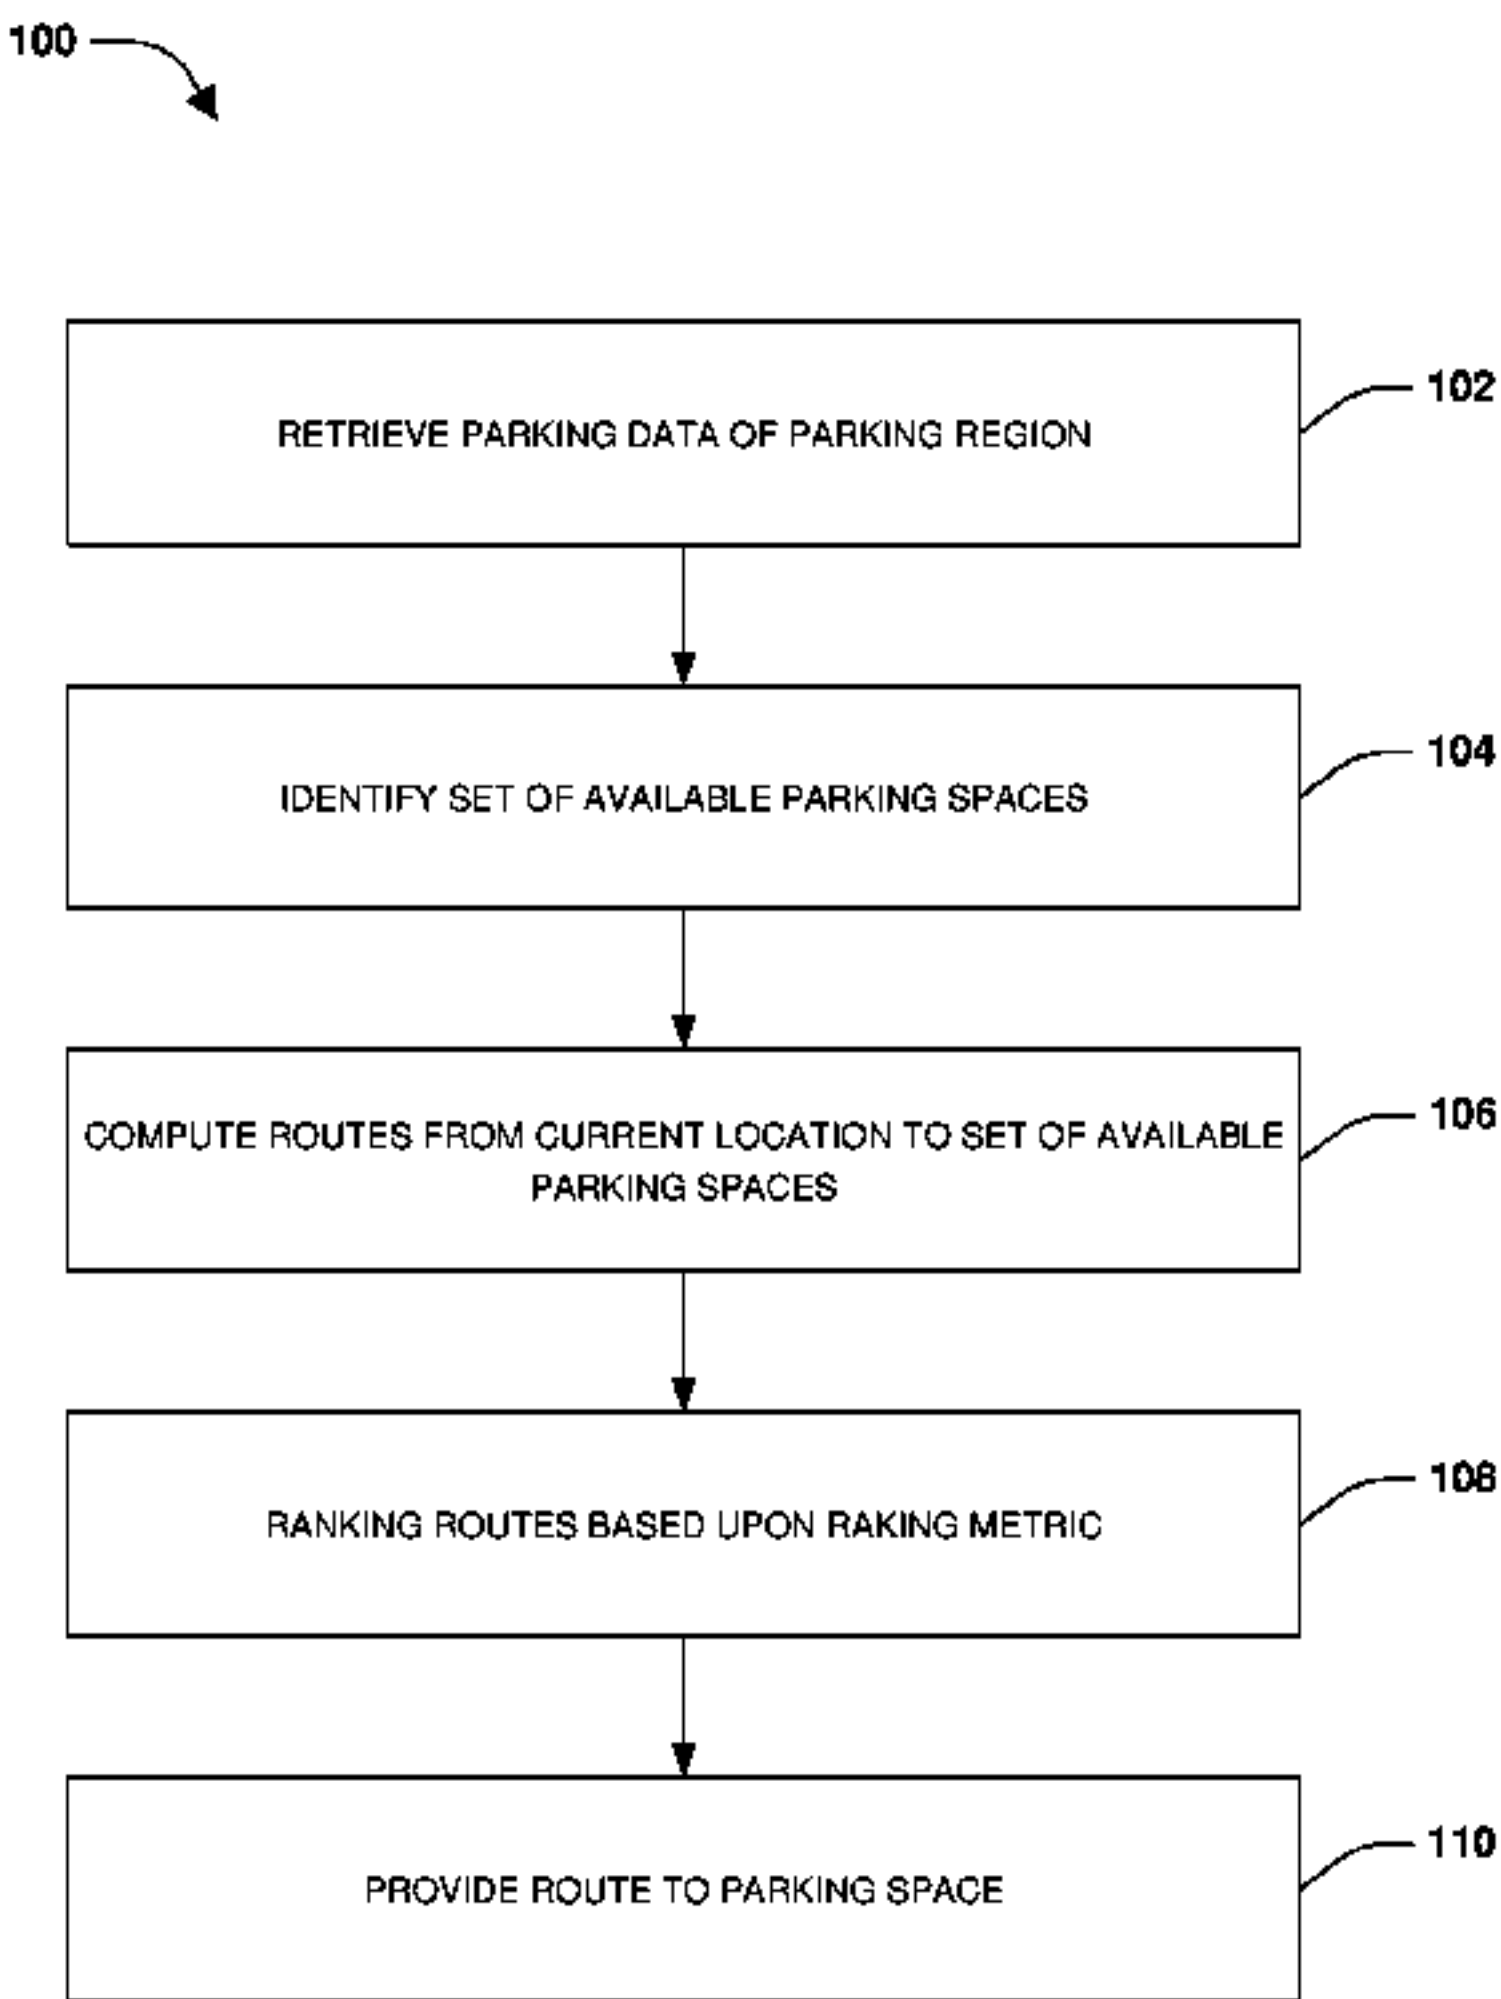 100
RETRIEVE PARKING DATA OF PARKING REGION
102
IDENTIFY SET OF AVAILABLE PARKING SPACES
104
COMPUTE ROUTES FROM CURRENT LOCATION TO SET OF AVAILABLE
PARKING SPACES
106
RANKING ROUTES BASED UPON RAKING METRIC
108
PROVIDE ROUTE TO PARKING SPACE
110